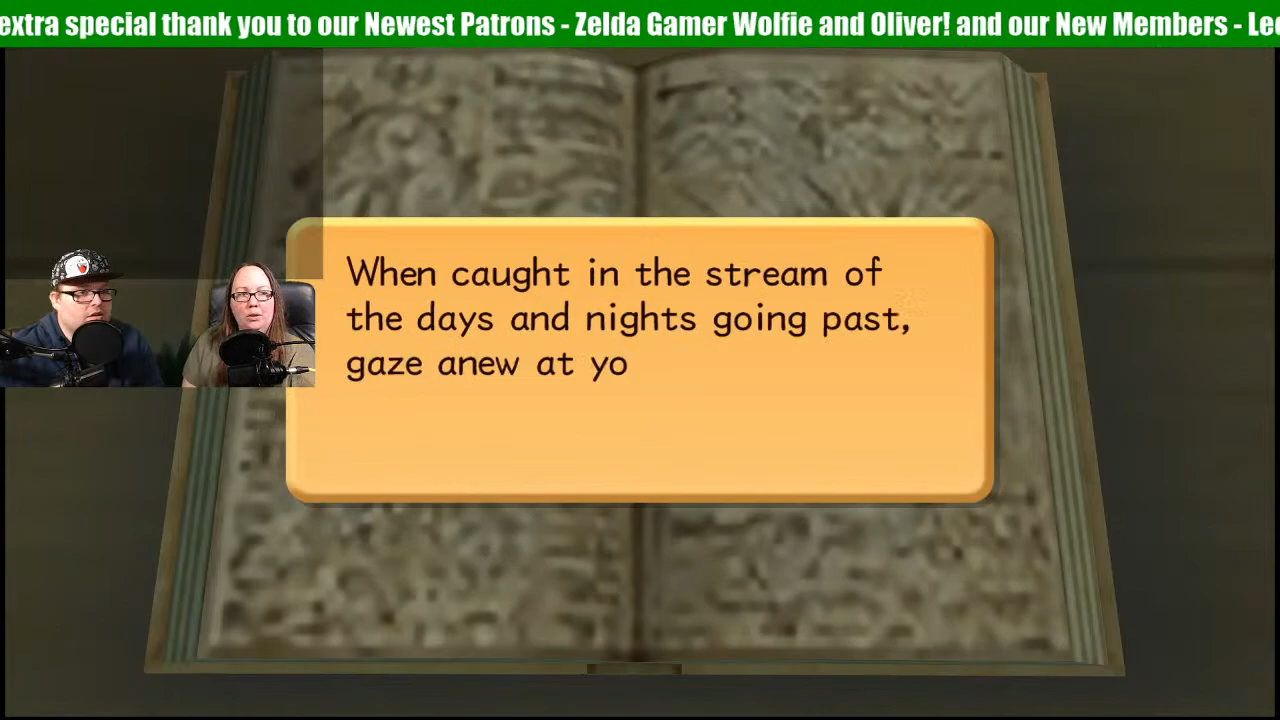 extra special thank you to our Newest Patrons - Zelda Gamer Wolfie and Oliver! and our New Members - Leo
When caught in the stream of
the days and nights going past,
gaze anew at yo